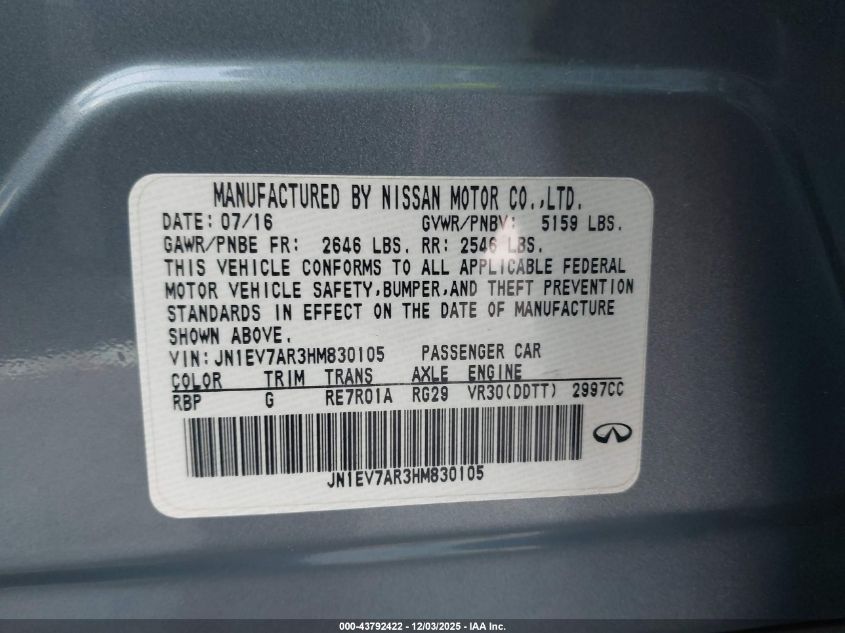 MANUFACTURED BY NISSAN MOTOR CO.,LTD.
DATE: 07/16 GVWR/PNBV: 5159 LBS.
GAWR/PNBE FR: 2646 LBS. RR: 2546 LBS.
THIS VEHICLE CONFORMS TO ALL APPLICABLE FEDERAL
MOTOR VEHICLE SAFETY,BUMPER,AND THEFT PREVENTION
STANDARDS IN EFFECT ON THE DATE OF MANUFACTURE
SHOWN ABOVE.
VIN:JN1EV7AR3HM830105 PASSENGER CAR
COLOR TRIM TRANS AXLE ENGINE
RBP G RE7R01A RG29 VR30(DDTT) 2997CC
JN1EV7AR3HM830105
000-43792422 - 12/03/2025 - IAA Inc.